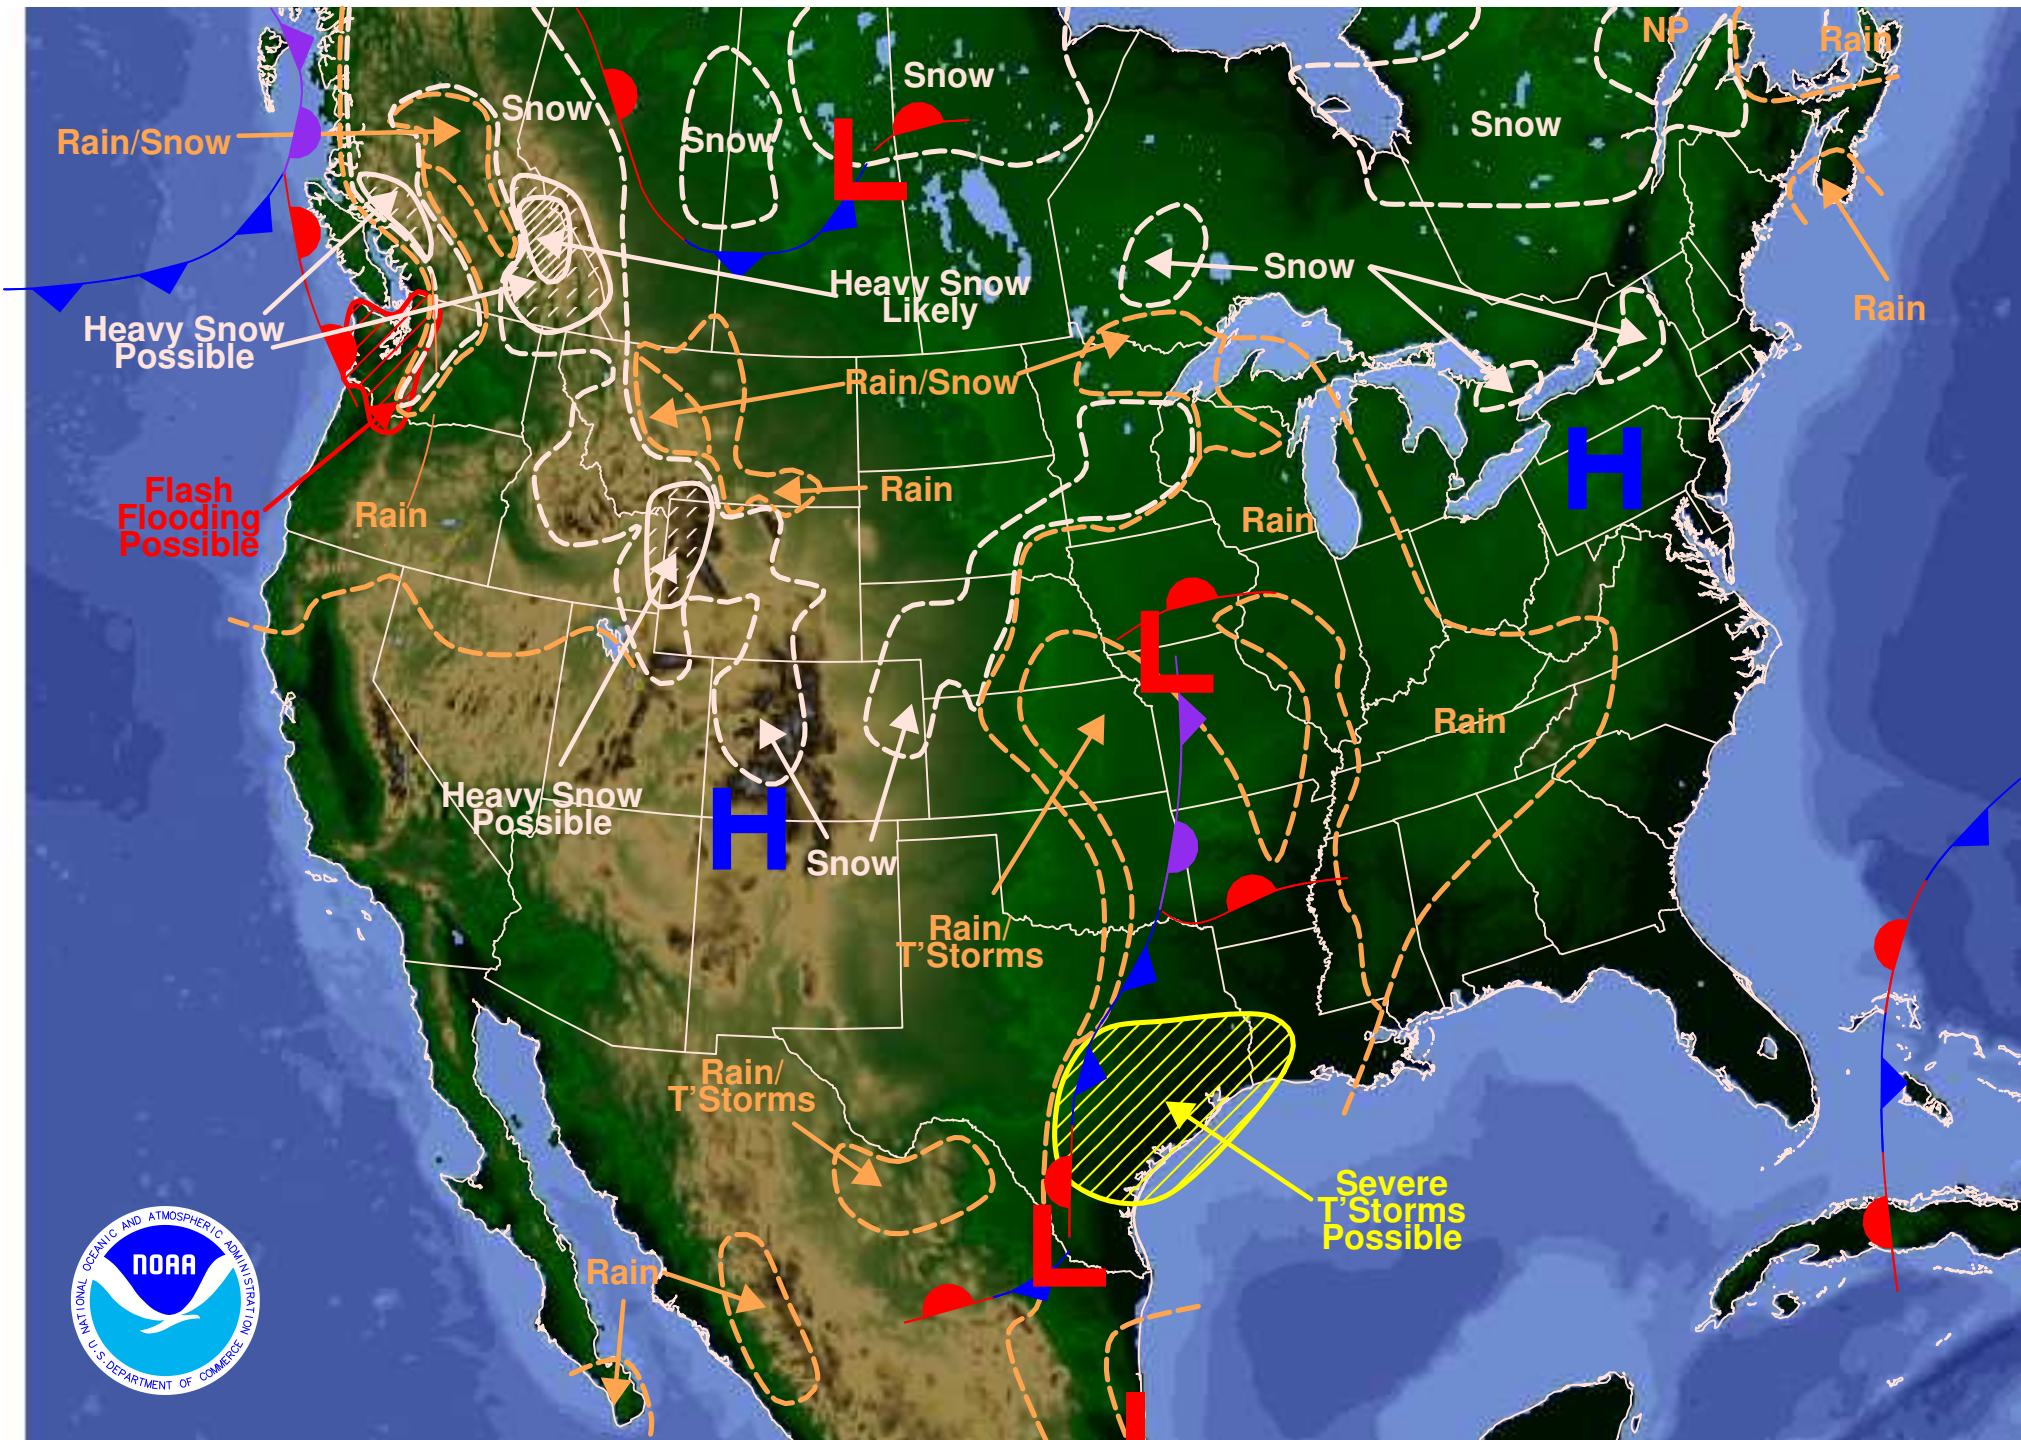 NP
Rain
Snow
Snow
Snow
Snow
Rain/Snow
Heavy Snow
Likely
Snow
Rain
Heavy Snow
Possible
Rain/Snow
Flash
Flooding
Possible
Rain
Rain
Rain
H
L
L
Rain
Heavy Snow
Possible
H
Snow
Rain/
T'Storms
Rain/
T'Storms
Severe
T'Storms
Possible
L
Rain
NATIONAL OCEANIC AND ATMOSPHERIC ADMINISTRATION
NOAA
U.S. DEPARTMENT OF COMMERCE